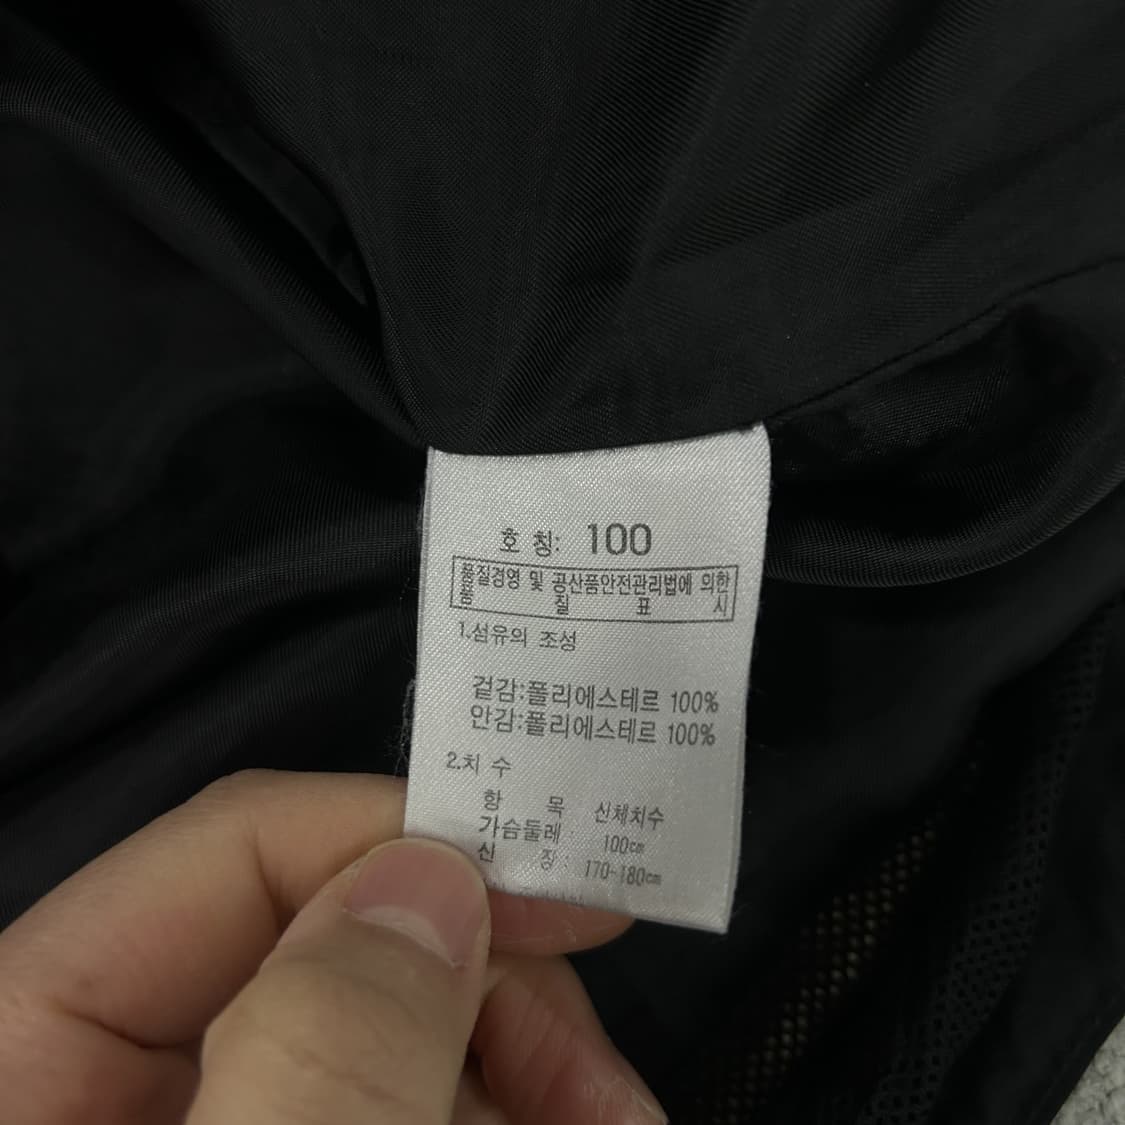 호 칭: 100
품질경영 및 공산품안전관리법에 의한
품 질 표 시
1.섬유의 조성
겉감:폴리에스테르 100%
안감:폴리에스테르 100%
2.치 수
항 목 신체치수
가슴둘레 : 100cm
신 장 : 170-180cm